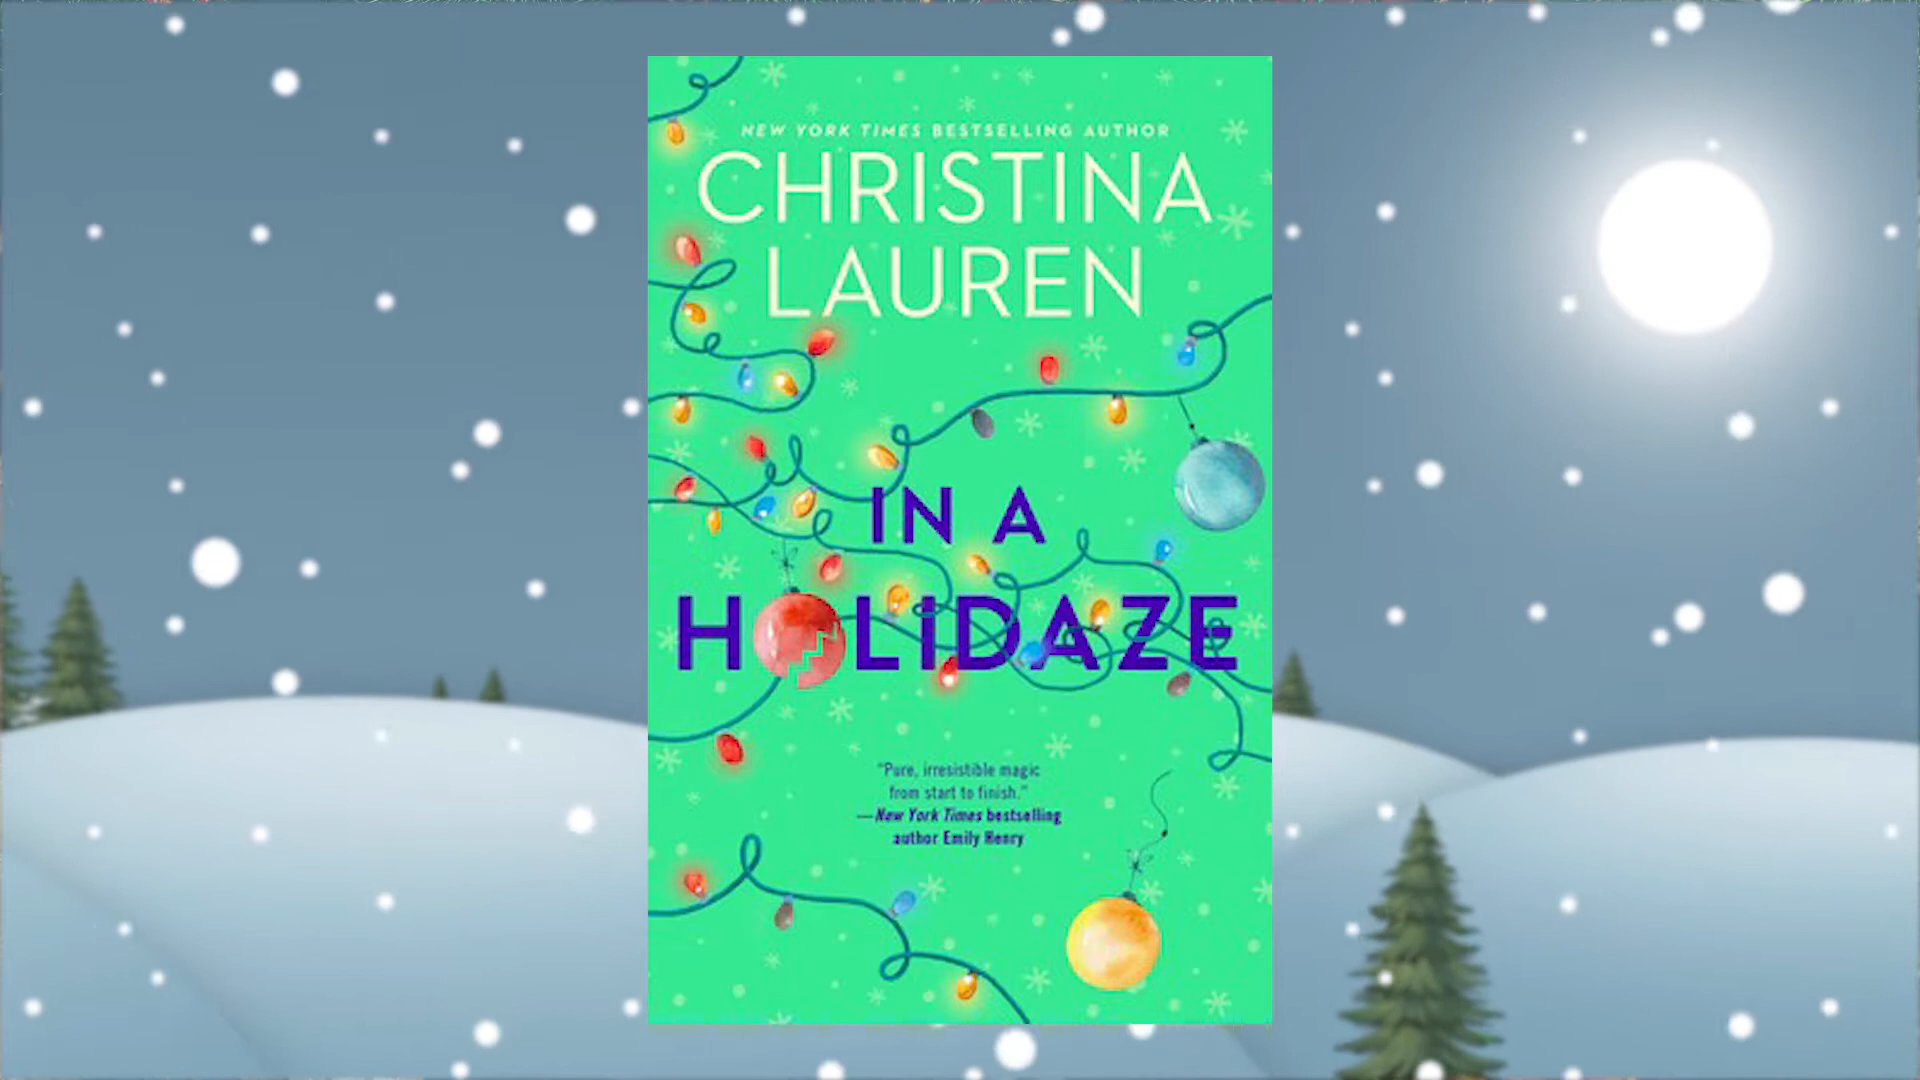 NEW YORK TIMES BESTSELLING AUTHOR
CHRISTINA
LAUREN
IN A
HOLIDAZE
"Pure, irresistible magic
from start to finish."
—New York Times bestselling
author Emily Henry